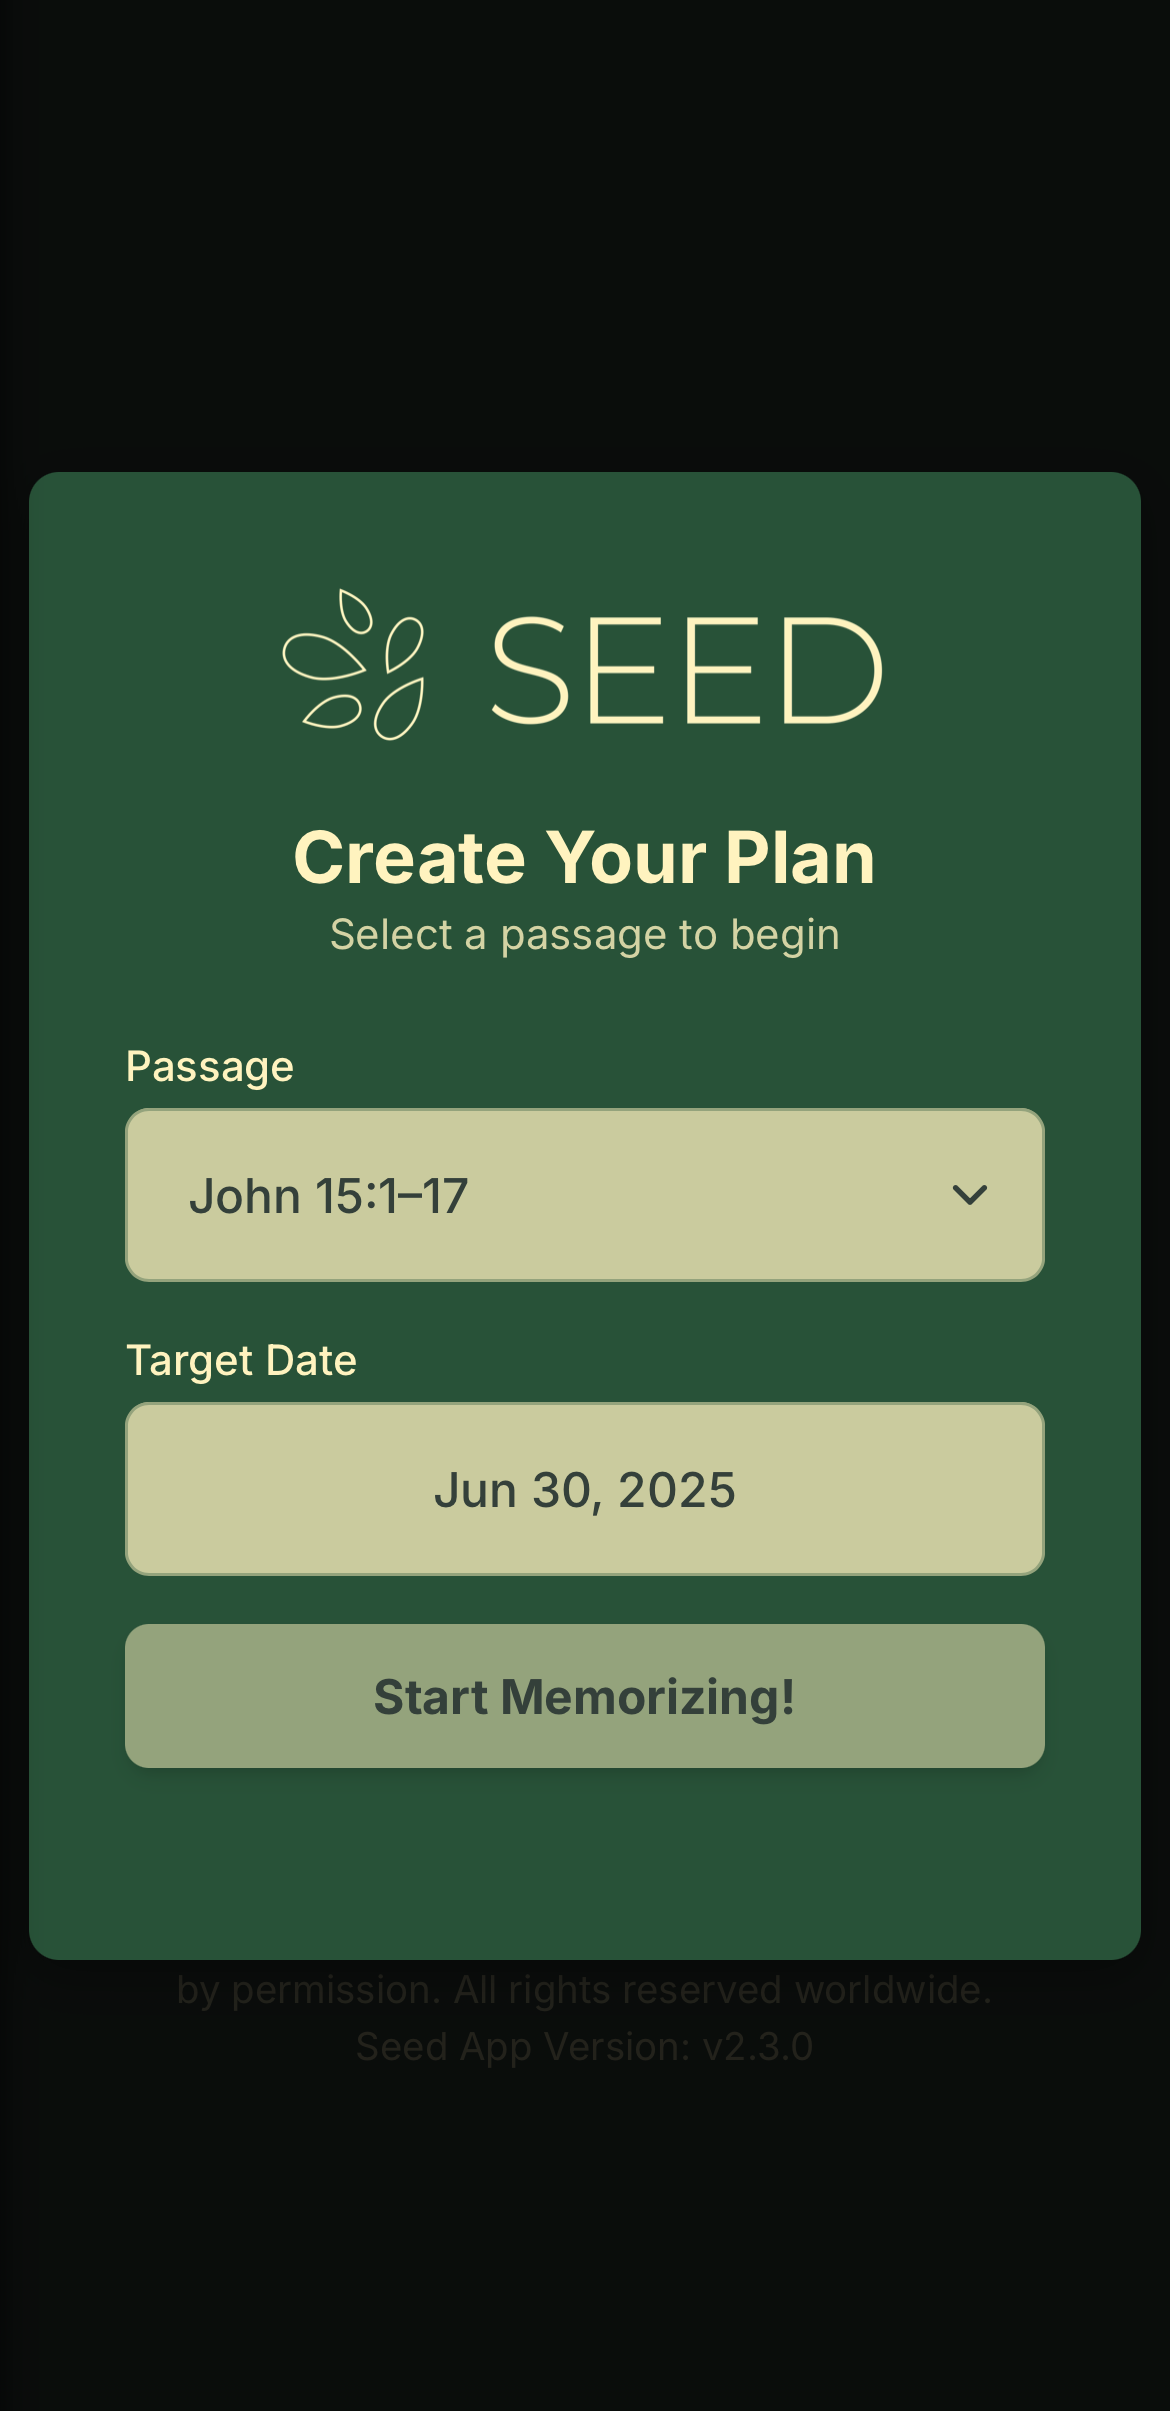 SEED
Create Your Plan
Select a passage to begin
Passage
John 15:1–17
Target Date
Jun 30, 2025
Start Memorizing!
by permission. All rights reserved worldwide.
Seed App Version: v2.3.0